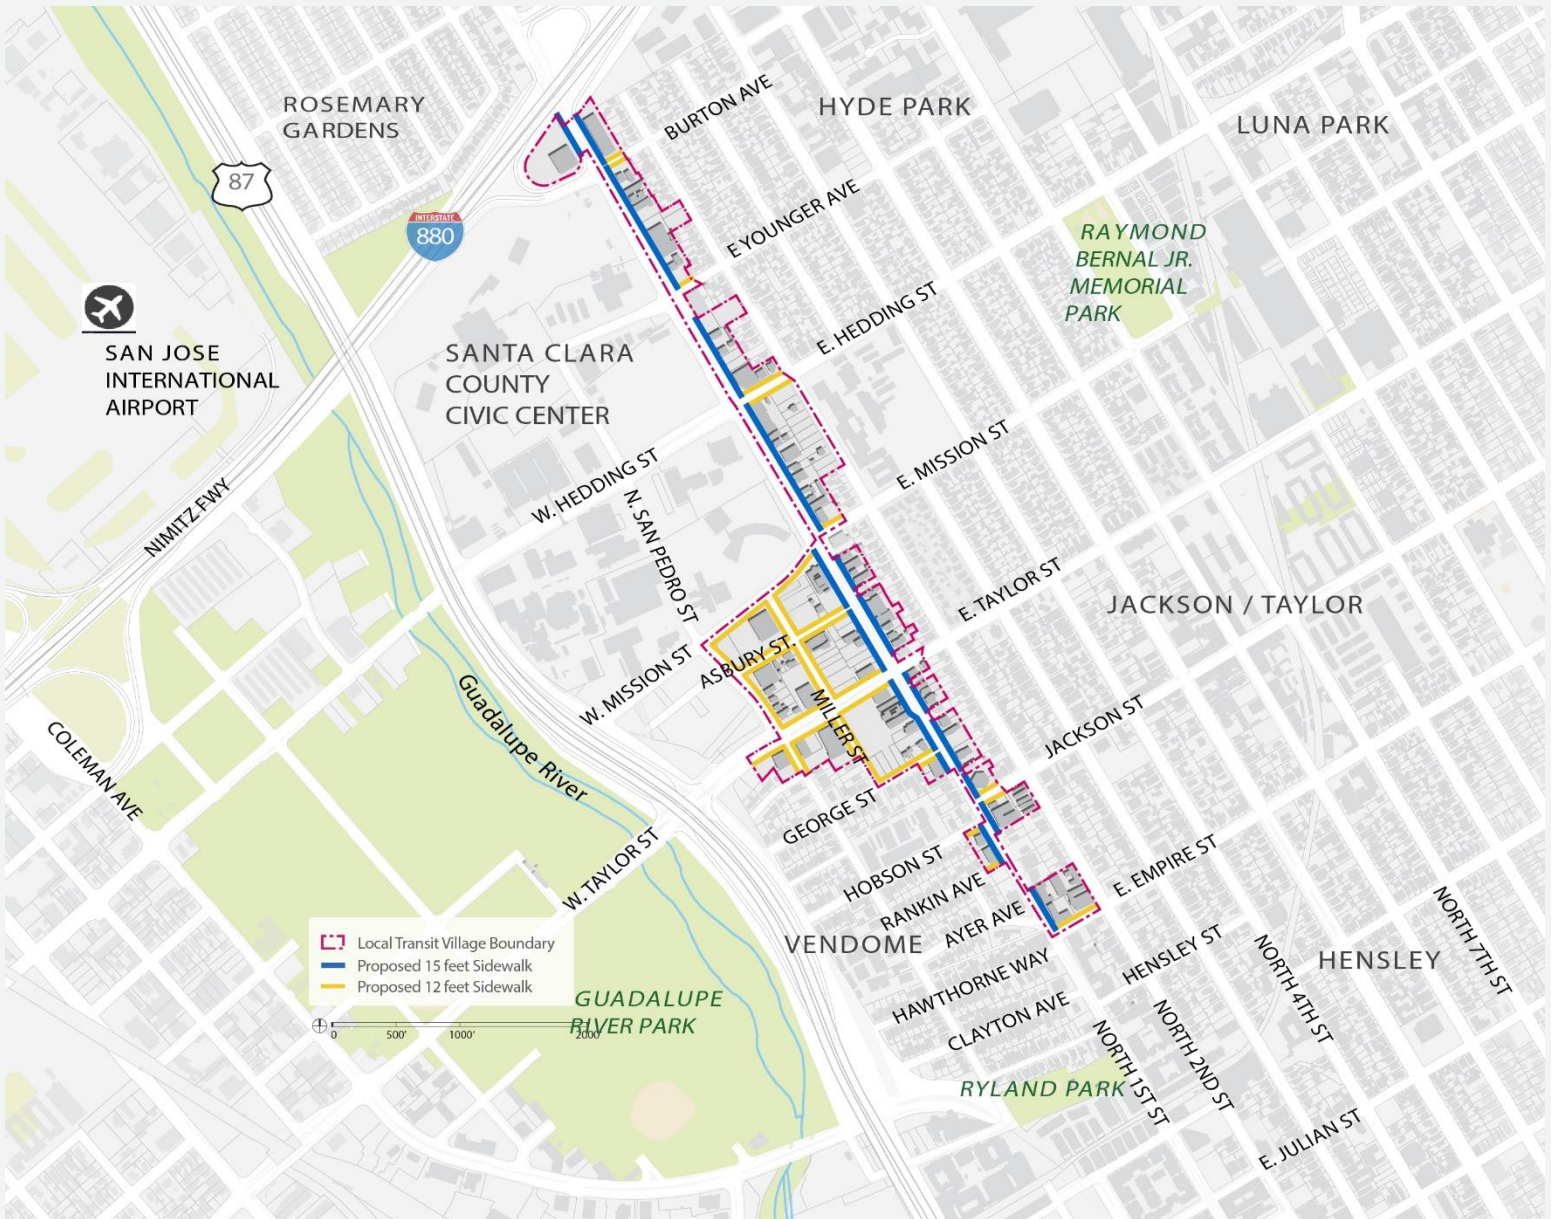 ROSEMARY
GARDENS
BURTON AVE
HYDE PARK
LUNA PARK
87
INTERSTATE
880
E YOUNGER AVE
RAYMOND
BERNAL JR.
MEMORIAL
PARK
SAN JOSE
INTERNATIONAL
AIRPORT
SANTA CLARA
COUNTY
CIVIC CENTER
E. HEDDING ST
W. HEDDING ST
E. MISSION ST
NIMITZ FWY
N. SAN PEDRO ST
E. TAYLOR ST
JACKSON / TAYLOR
W. MISSION ST
ASBURY ST.
MILLER ST
JACKSON ST
COLEMAN AVE
Guadalupe River
GEORGE ST
W. TAYLOR ST
HOBSON ST
RANKIN AVE
AYER AVE
E. EMPIRE ST
VENDOME
HAWTHORNE WAY
CLAYTON AVE
HENSLEY ST
HENSLEY
NORTH 7TH ST
NORTH 4TH ST
NORTH 2ND ST
NORTH 1ST ST
Local Transit Village Boundary
Proposed 15 feet Sidewalk
Proposed 12 feet Sidewalk
0 500' 1000' 2000'
GUADALUPE
RIVER PARK
RYLAND PARK
E. JULIAN ST